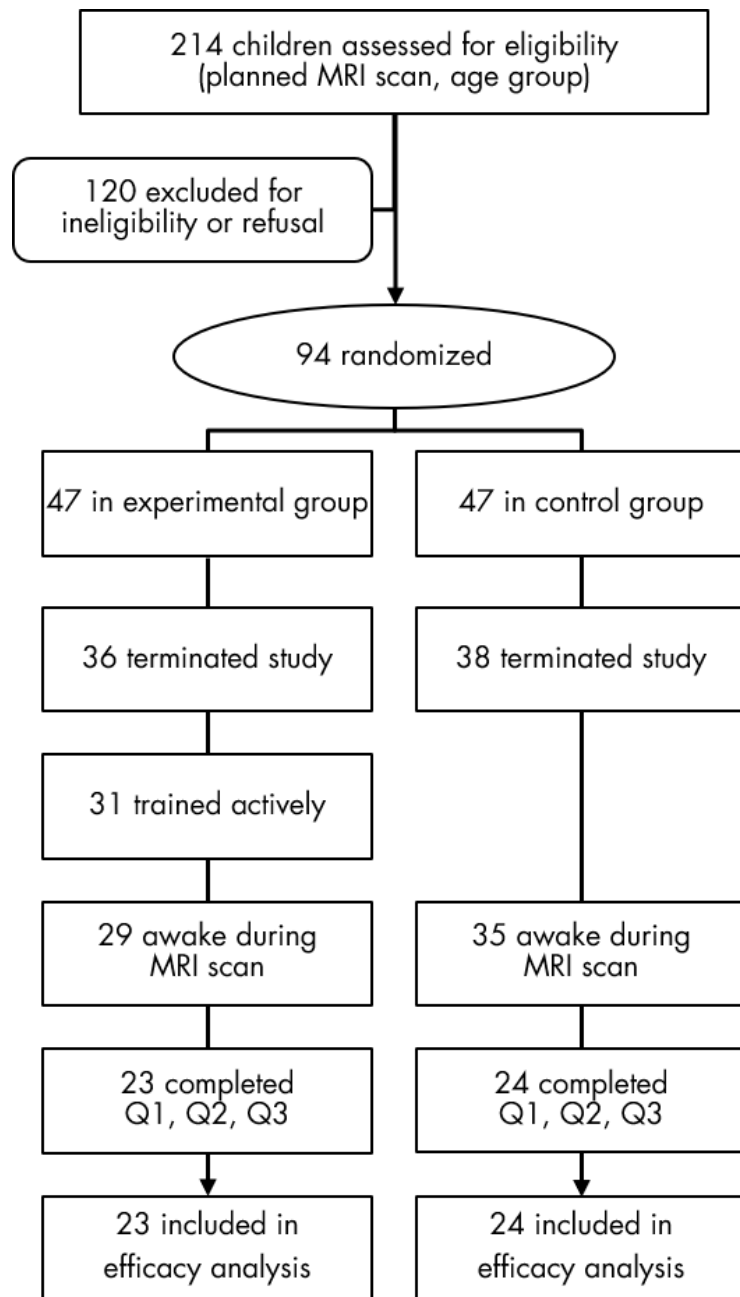 214 children assessed for eligibility
(planned MRI scan, age group)
120 excluded for
ineligibility or refusal
94 randomized
47 in experimental group
47 in control group
36 terminated study
38 terminated study
31 trained actively
29 awake during
MRI scan
35 awake during
MRI scan
23 completed
Q1, Q2, Q3
24 completed
Q1, Q2, Q3
23 included in
efficacy analysis
24 included in
efficacy analysis